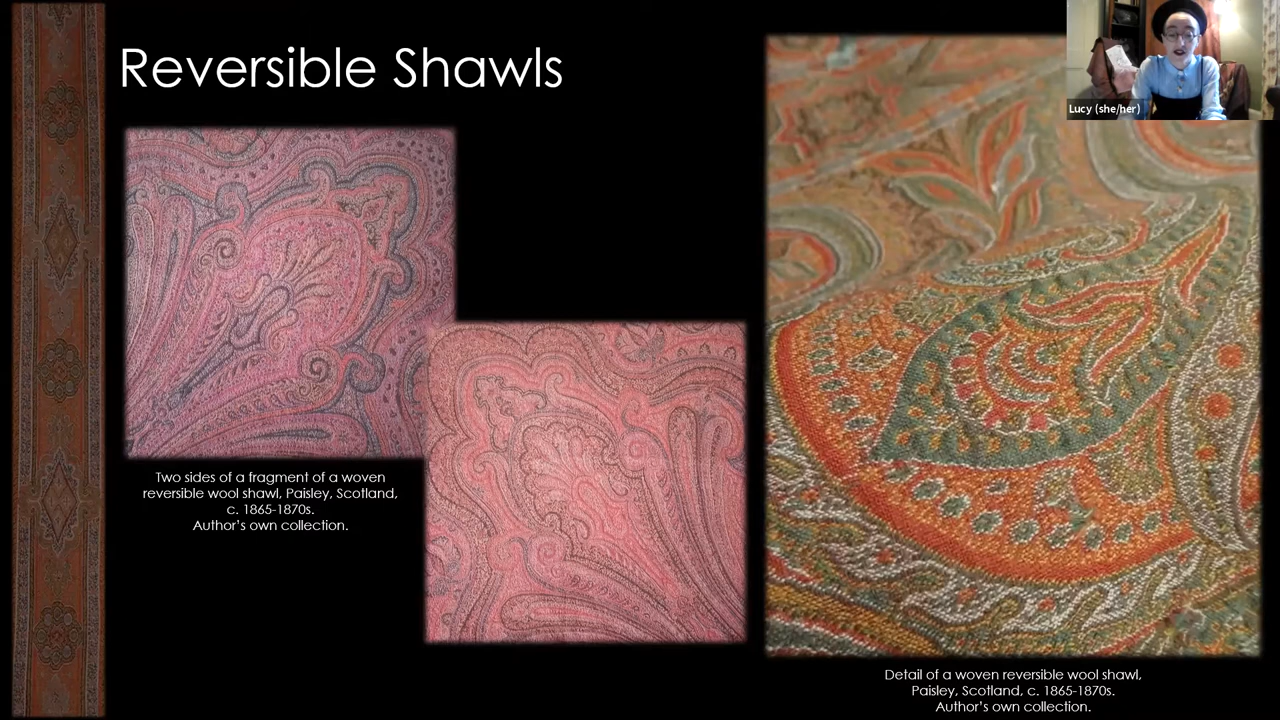 Reversible Shawls
Lucy (she/her)
Two sides of a fragment of a woven
reversible wool shawl, Paisley, Scotland,
c. 1865-1870s.
Author's own collection.
Detail of a woven reversible wool shawl,
Paisley, Scotland, c. 1865-1870s.
Author's own collection.